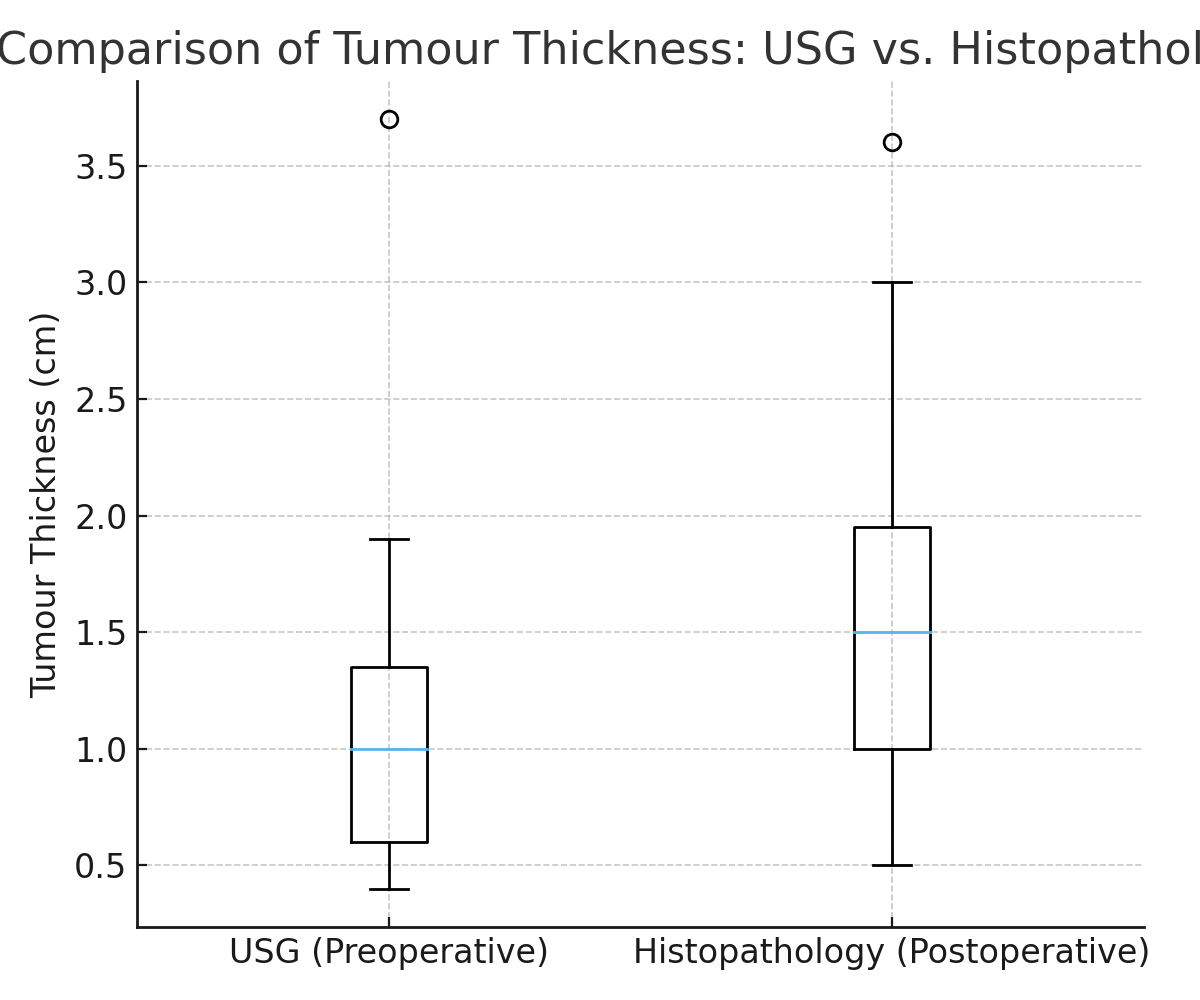 Comparison of Tumour Thickness: USG vs. Histopathol
3.5
3.0
2.5
2.0
1.5
1.0
0.5
Tumour Thickness (cm)
USG (Preoperative)
Histopathology (Postoperative)